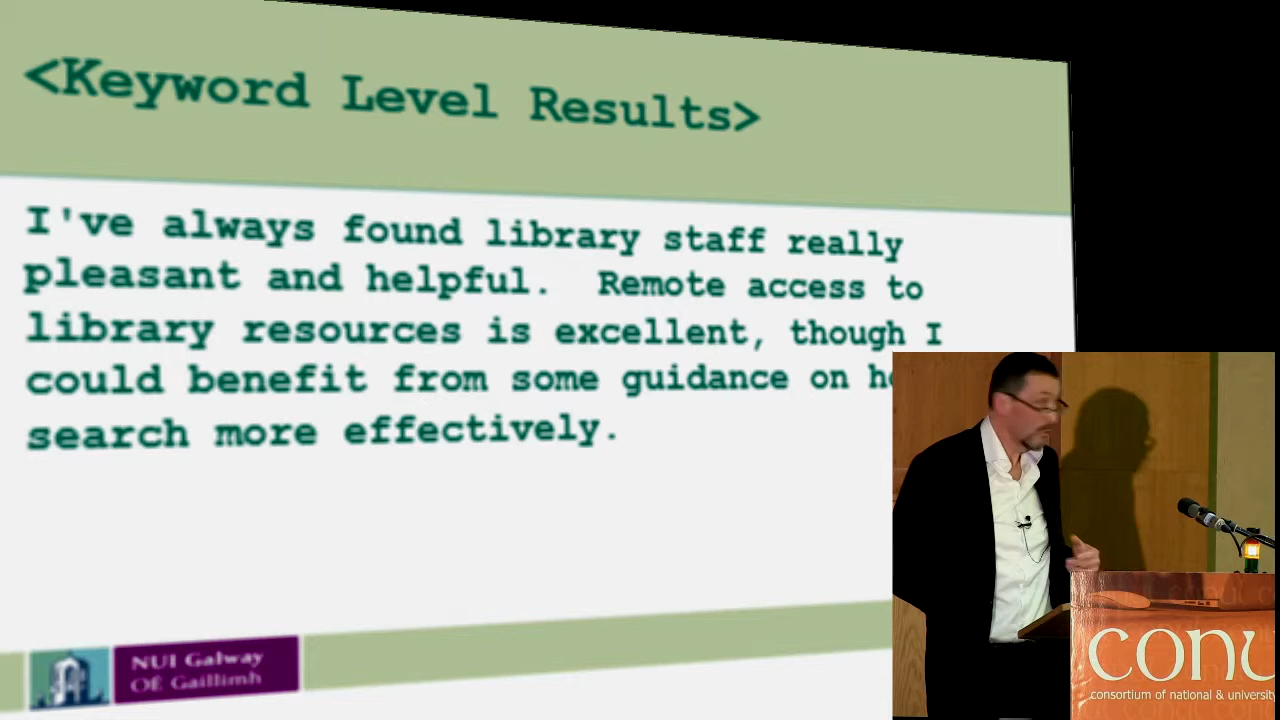 <Keyword Level Results>
I've always found library staff really
pleasant and helpful. Remote access to
library resources is excellent, though I
could benefit from some guidance on
search more effectively.
NUI Galway
OÉ Gaillimh
conu
consortium of national & university